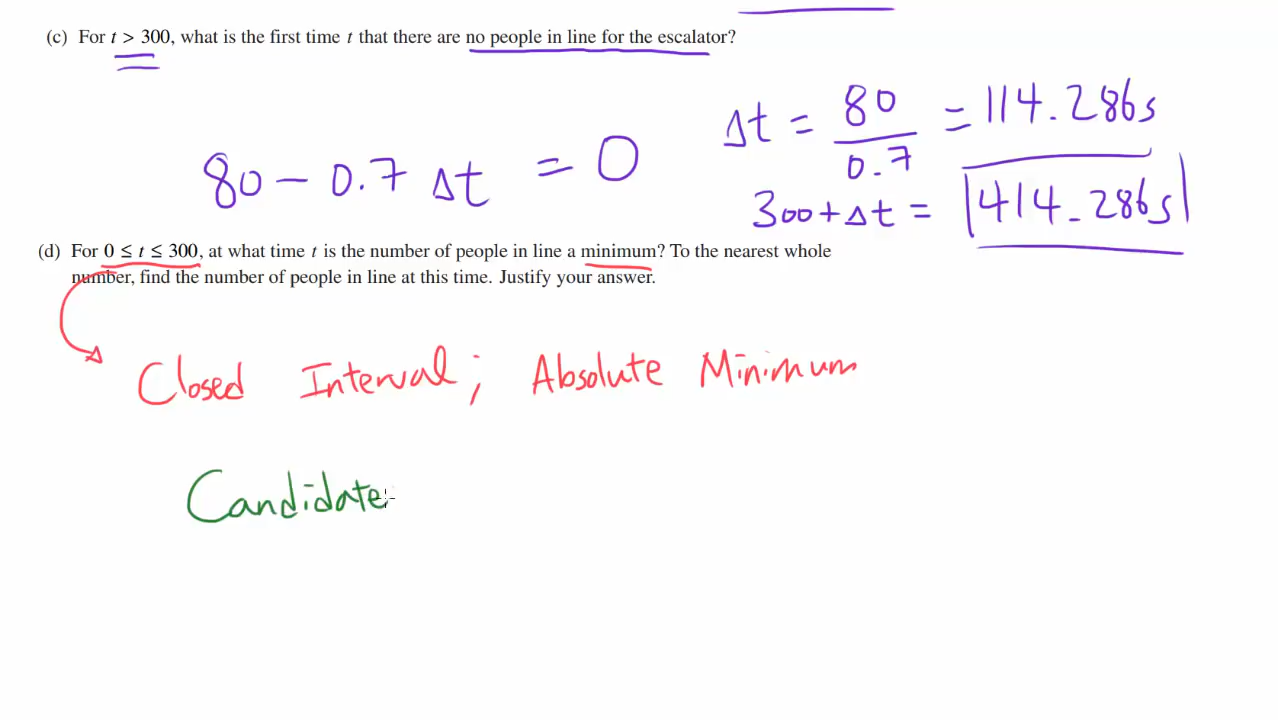 (c) For t > 300, what is the first time t that there are no people in line for the escalator?
Δt = 80/0.7 = 114.286s
80 - 0.7 Δt = 0
300 + Δt = 414.286s
(d) For 0 ≤ t ≤ 300, at what time t is the number of people in line a minimum? To the nearest whole
number, find the number of people in line at this time. Justify your answer.
Closed Interval; Absolute Minimum
Candidate